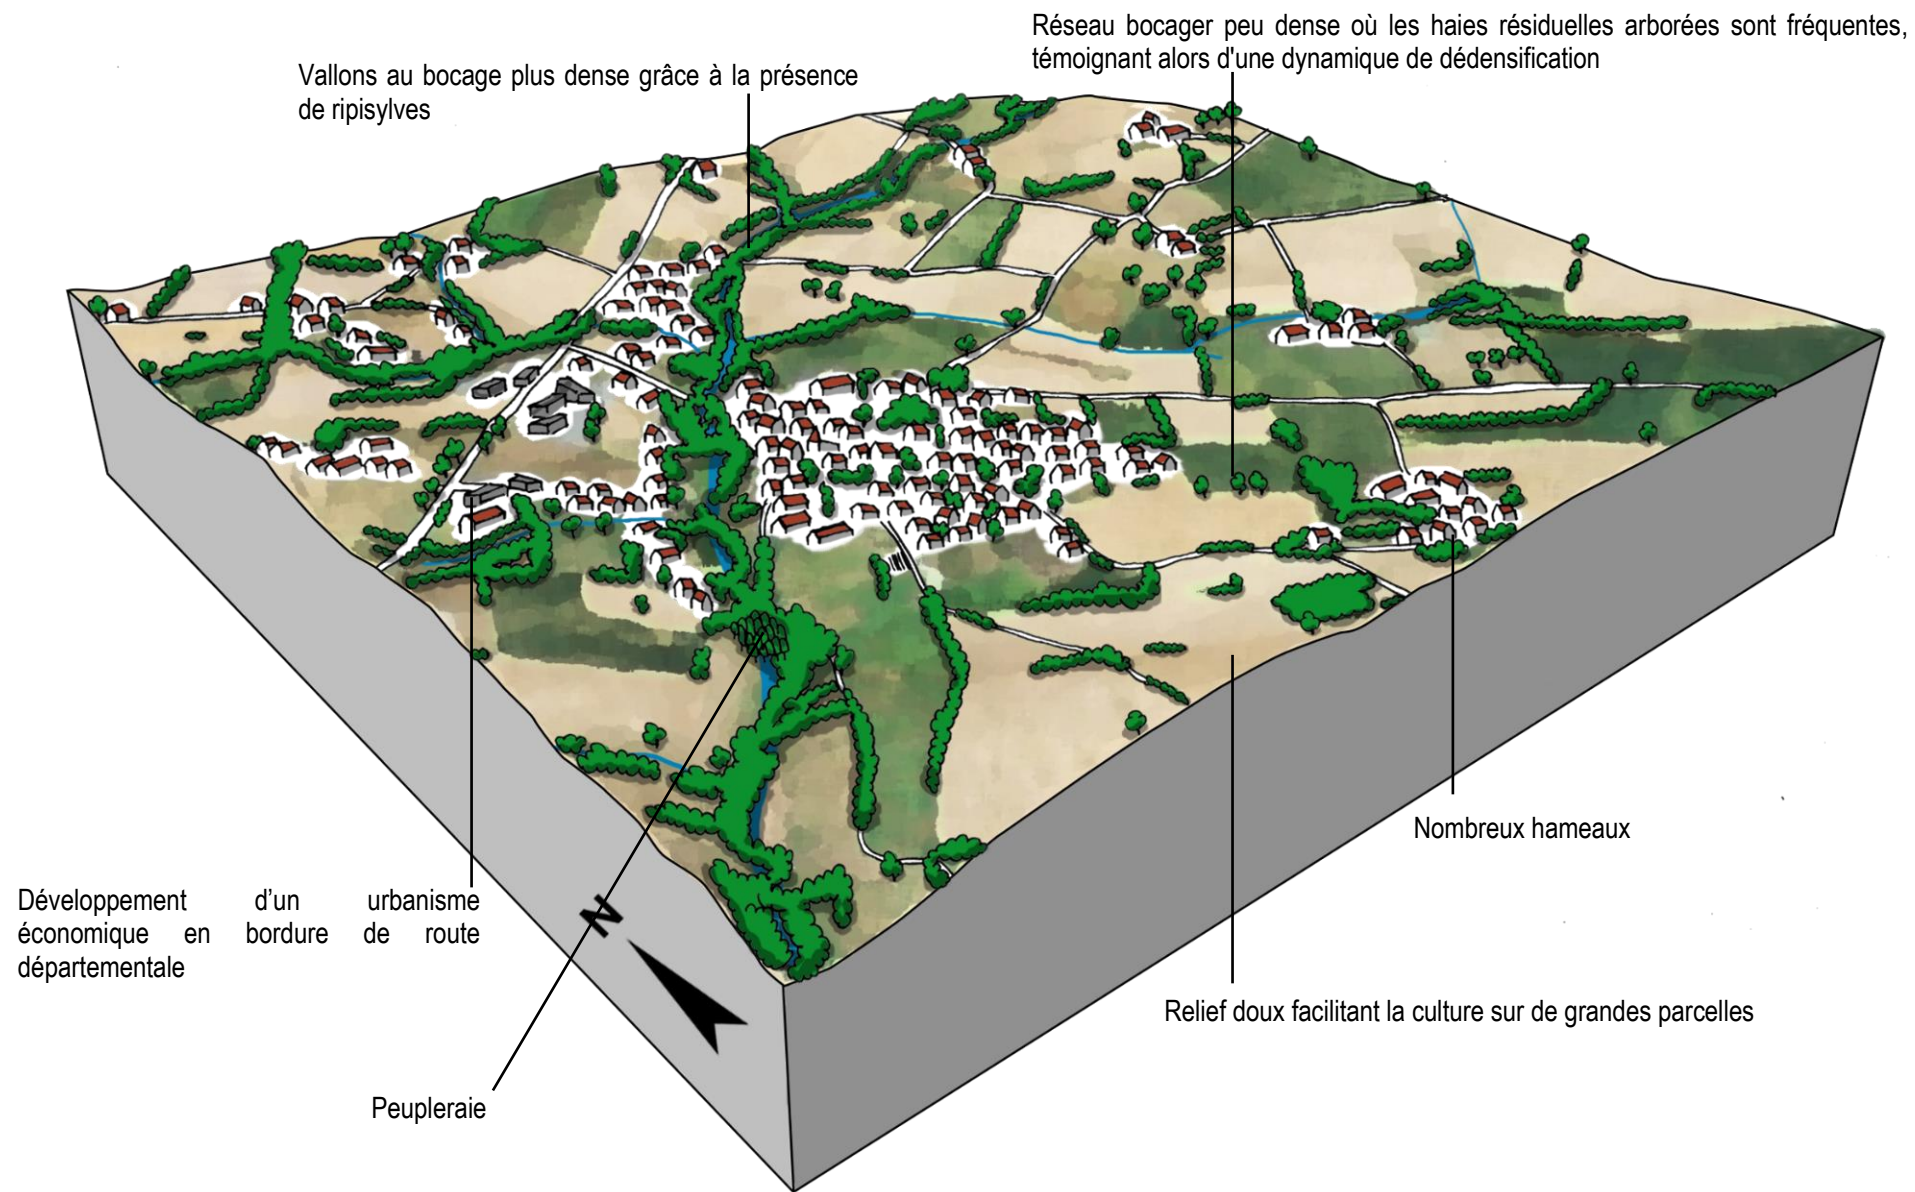 Réseau bocager peu dense où les haies résiduelles arborées sont fréquentes,
témoignant alors d'une dynamique de dédensification
Vallons au bocage plus dense grâce à la présence
de ripisylves
Nombreux hameaux
Développement d’un urbanisme
économique en bordure de route
départementale
N
Relief doux facilitant la culture sur de grandes parcelles
Peupleraie